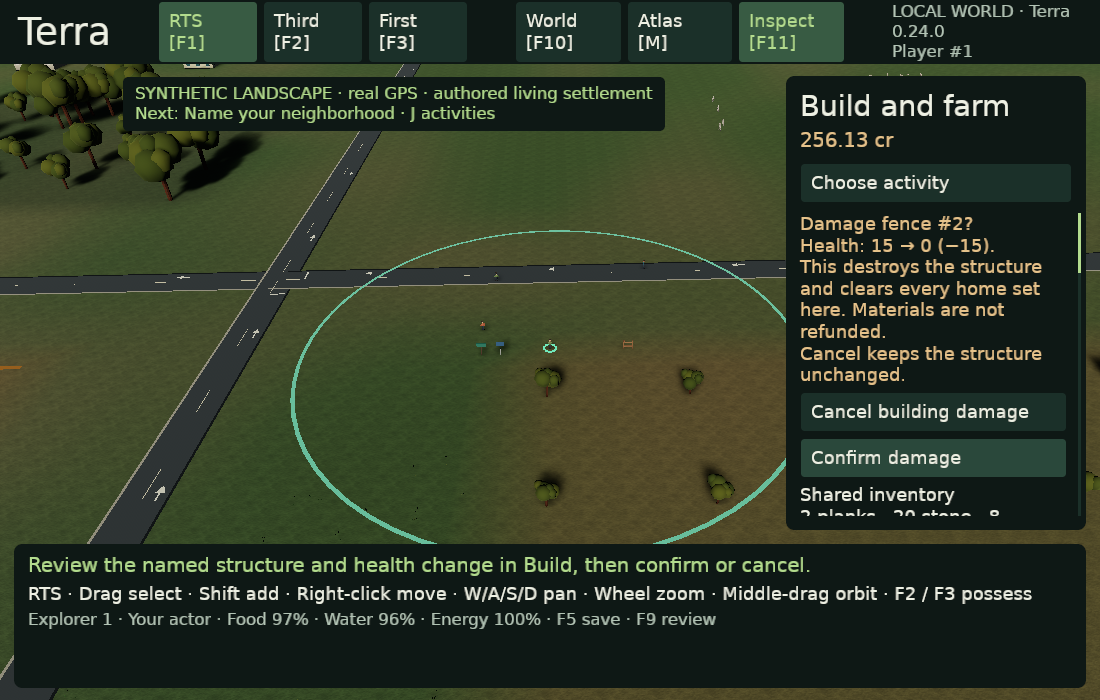 Terra
RTS
[F1]
Third
[F2]
First
[F3]
World
[F10]
Atlas
[M]
Inspect
[F11]
LOCAL WORLD · Terra
0.24.0
Player #1
SYNTHETIC LANDSCAPE · real GPS · authored living settlement
Next: Name your neighborhood · J activities
Build and farm
256.13 cr
Choose activity
Damage fence #2?
Health: 15 → 0 (−15).
This destroys the structure
and clears every home set
here. Materials are not
refunded.
Cancel keeps the structure
unchanged.
Cancel building damage
Confirm damage
Shared inventory
Review the named structure and health change in Build, then confirm or cancel.
RTS · Drag select · Shift add · Right-click move · W/A/S/D pan · Wheel zoom · Middle-drag orbit · F2 / F3 possess
Explorer 1 · Your actor · Food 97% · Water 96% · Energy 100% · F5 save · F9 review